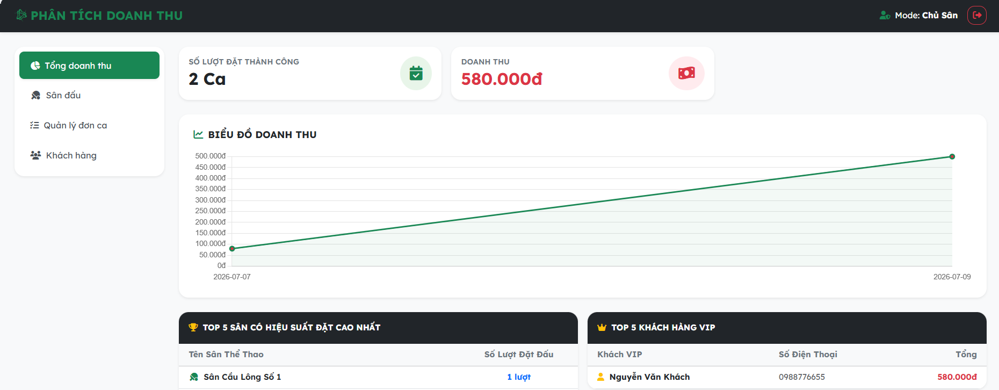 PHÂN TÍCH DOANH THU
Mode: Chủ Sân
Tổng doanh thu
Sân đấu
Quản lý đơn ca
Khách hàng
SỐ LƯỢT ĐẶT THÀNH CÔNG
2 Ca
DOANH THU
580.000đ
BIỂU ĐỒ DOANH THU
500.000đ
450.000đ
400.000đ
350.000đ
300.000đ
250.000đ
200.000đ
150.000đ
100.000đ
50.000đ
0đ
2026-07-07
2026-07-09
TOP 5 SÂN CÓ HIỆU SUẤT ĐẶT CAO NHẤT
Tên Sân Thể Thao
Số Lượt Đặt Đấu
Sân Cầu Lông Số 1
1 lượt
TOP 5 KHÁCH HÀNG VIP
Khách VIP
Số Điện Thoại
Tổng
Nguyễn Văn Khách
0988776655
580.000đ